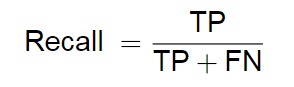 Recall = TP / (TP + FN)